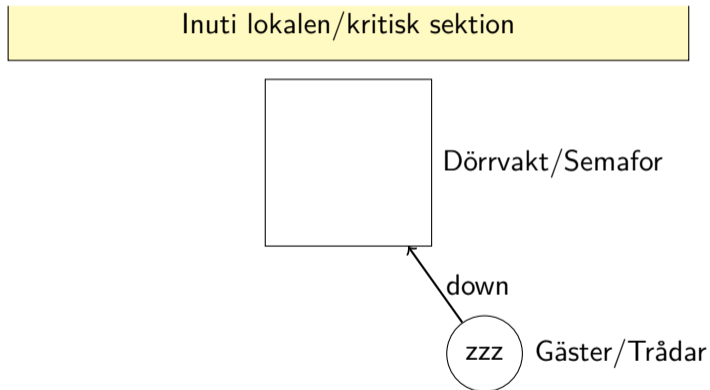 Inuti lokalen/kritisk sektion
Dörrvakt/Semafor
down
zzz
Gäster/Trådar